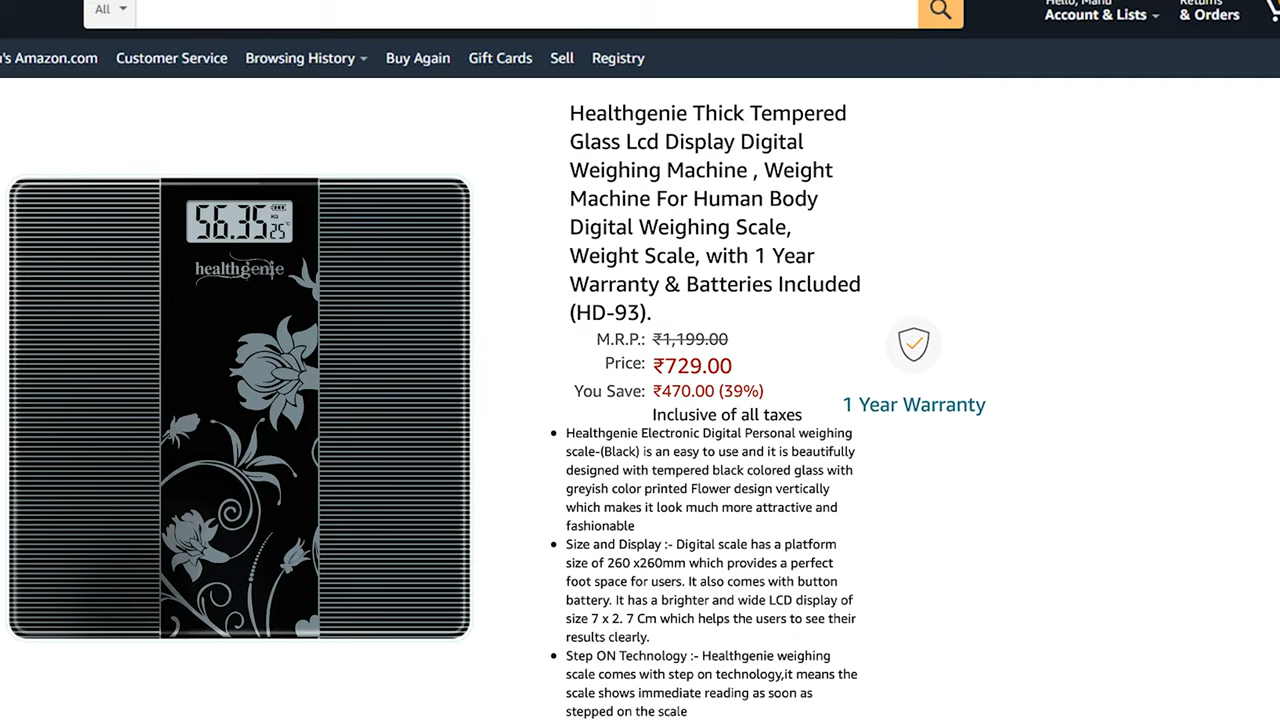 All
Hello, Manu
Returns
Account & Lists
& Orders
's Amazon.com Customer Service Browsing History Buy Again Gift Cards Sell Registry
Healthgenie Thick Tempered
Glass Lcd Display Digital
Weighing Machine , Weight
Machine For Human Body
Digital Weighing Scale,
Weight Scale, with 1 Year
Warranty & Batteries Included
(HD-93).
M.R.P.: ₹1,199.00
Price: ₹729.00
You Save: ₹470.00 (39%)
Inclusive of all taxes
1 Year Warranty
• Healthgenie Electronic Digital Personal weighing
scale-(Black) is an easy to use and it is beautifully
designed with tempered black colored glass with
greyish color printed Flower design vertically
which makes it look much more attractive and
fashionable
• Size and Display :- Digital scale has a platform
size of 260 x260mm which provides a perfect
foot space for users. It also comes with button
battery. It has a brighter and wide LCD display of
size 7 x 2. 7 Cm which helps the users to see their
results clearly.
• Step ON Technology :- Healthgenie weighing
scale comes with step on technology,it means the
scale shows immediate reading as soon as
stepped on the scale
56.35
KG
25
°C
healthgenie